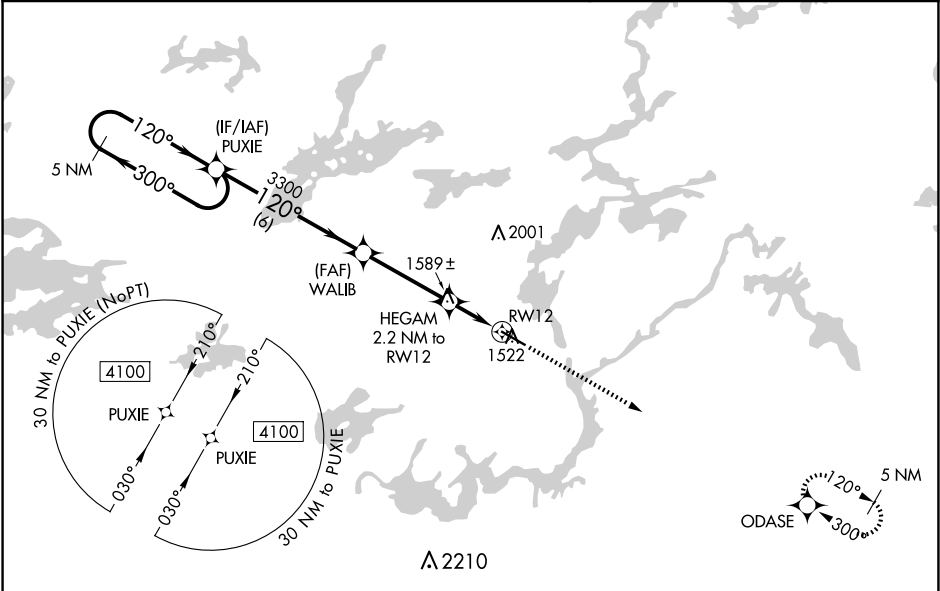 120°
300°
5 NM
(IF/IAF)
PUXIE
3300
120°
(6)
2001
(FAF)
WALIB
1589 ±
HEGAM
2.2 NM to
RW12
RW12
1522
30 NM to PUXIE (NoPT)
210°
4100
PUXIE
030°
210°
4100
PUXIE
030°
30 NM to PUXIE
ODASE
120°
300°
5 NM
2210